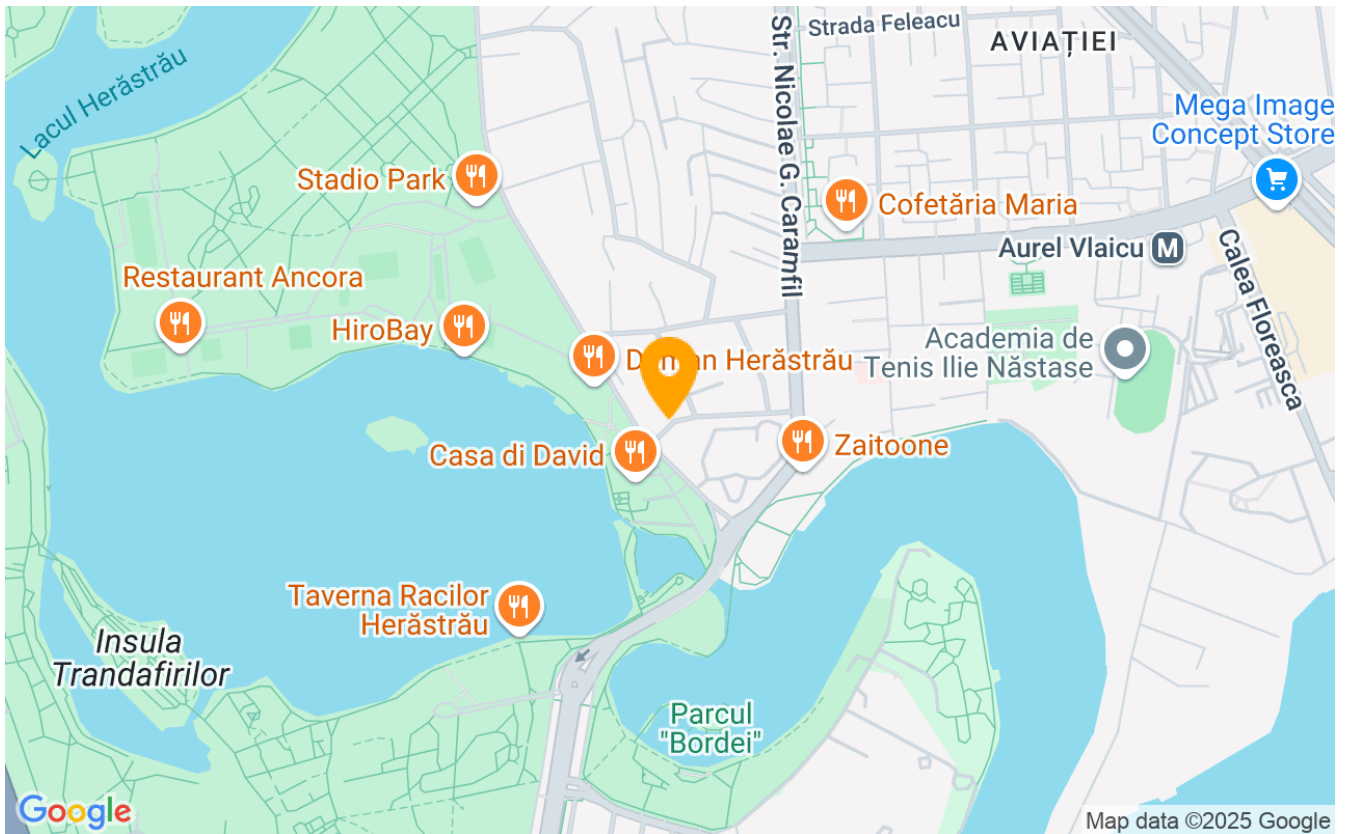 Strada Feleacu
AVIAȚIEI
Str. Nicolae G. Caramfil
Lacul Herăstrău
Mega Image
Concept Store
Stadio Park
Cofetăria Maria
Aurel Vlaicu M
Calea Floreasca
Restaurant Ancora
HiroBay
Herăstrău
Academia de
Tenis Ilie Năstase
Casa di David
Zaitoone
Taverna Racilor
Herăstrău
Insula
Trandafirilor
Parcul
"Bordei"
Google
Map data ©2025 Google